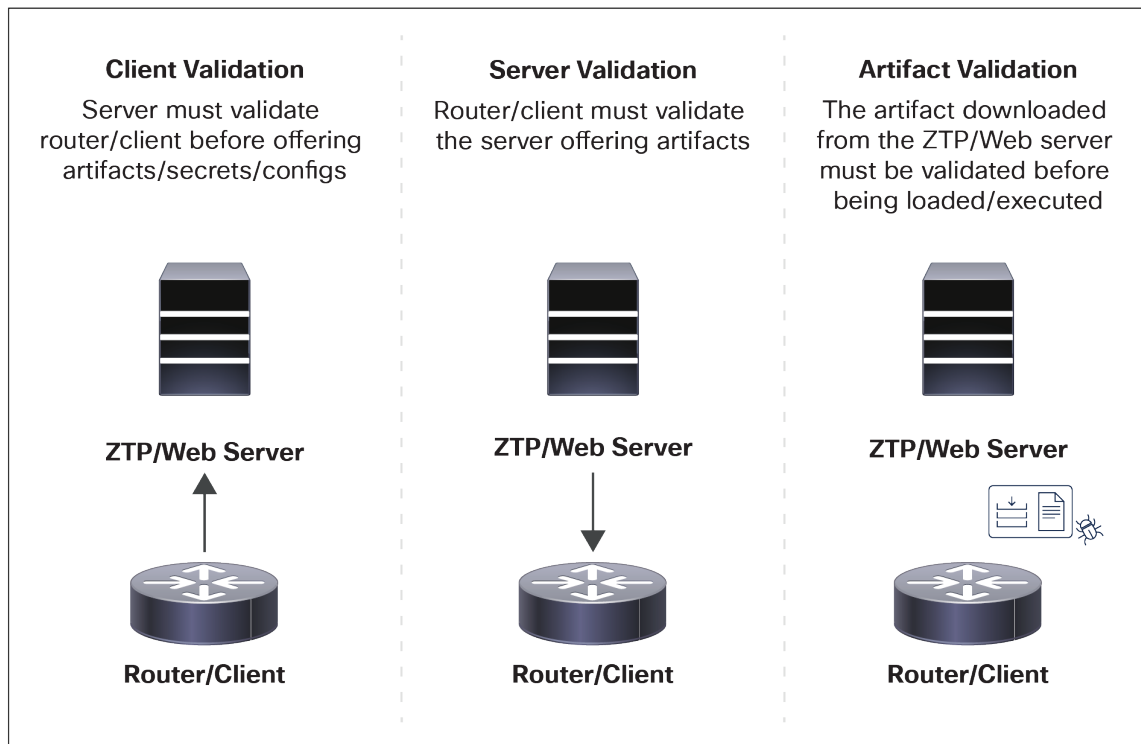 Client Validation
Server must validate
router/client before offering
artifacts/secrets/configs
ZTP/Web Server
Router/Client
Server Validation
Router/client must validate
the server offering artifacts
ZTP/Web Server
Router/Client
Artifact Validation
The artifact downloaded
from the ZTP/Web server
must be validated before
being loaded/executed
ZTP/Web Server
Router/Client